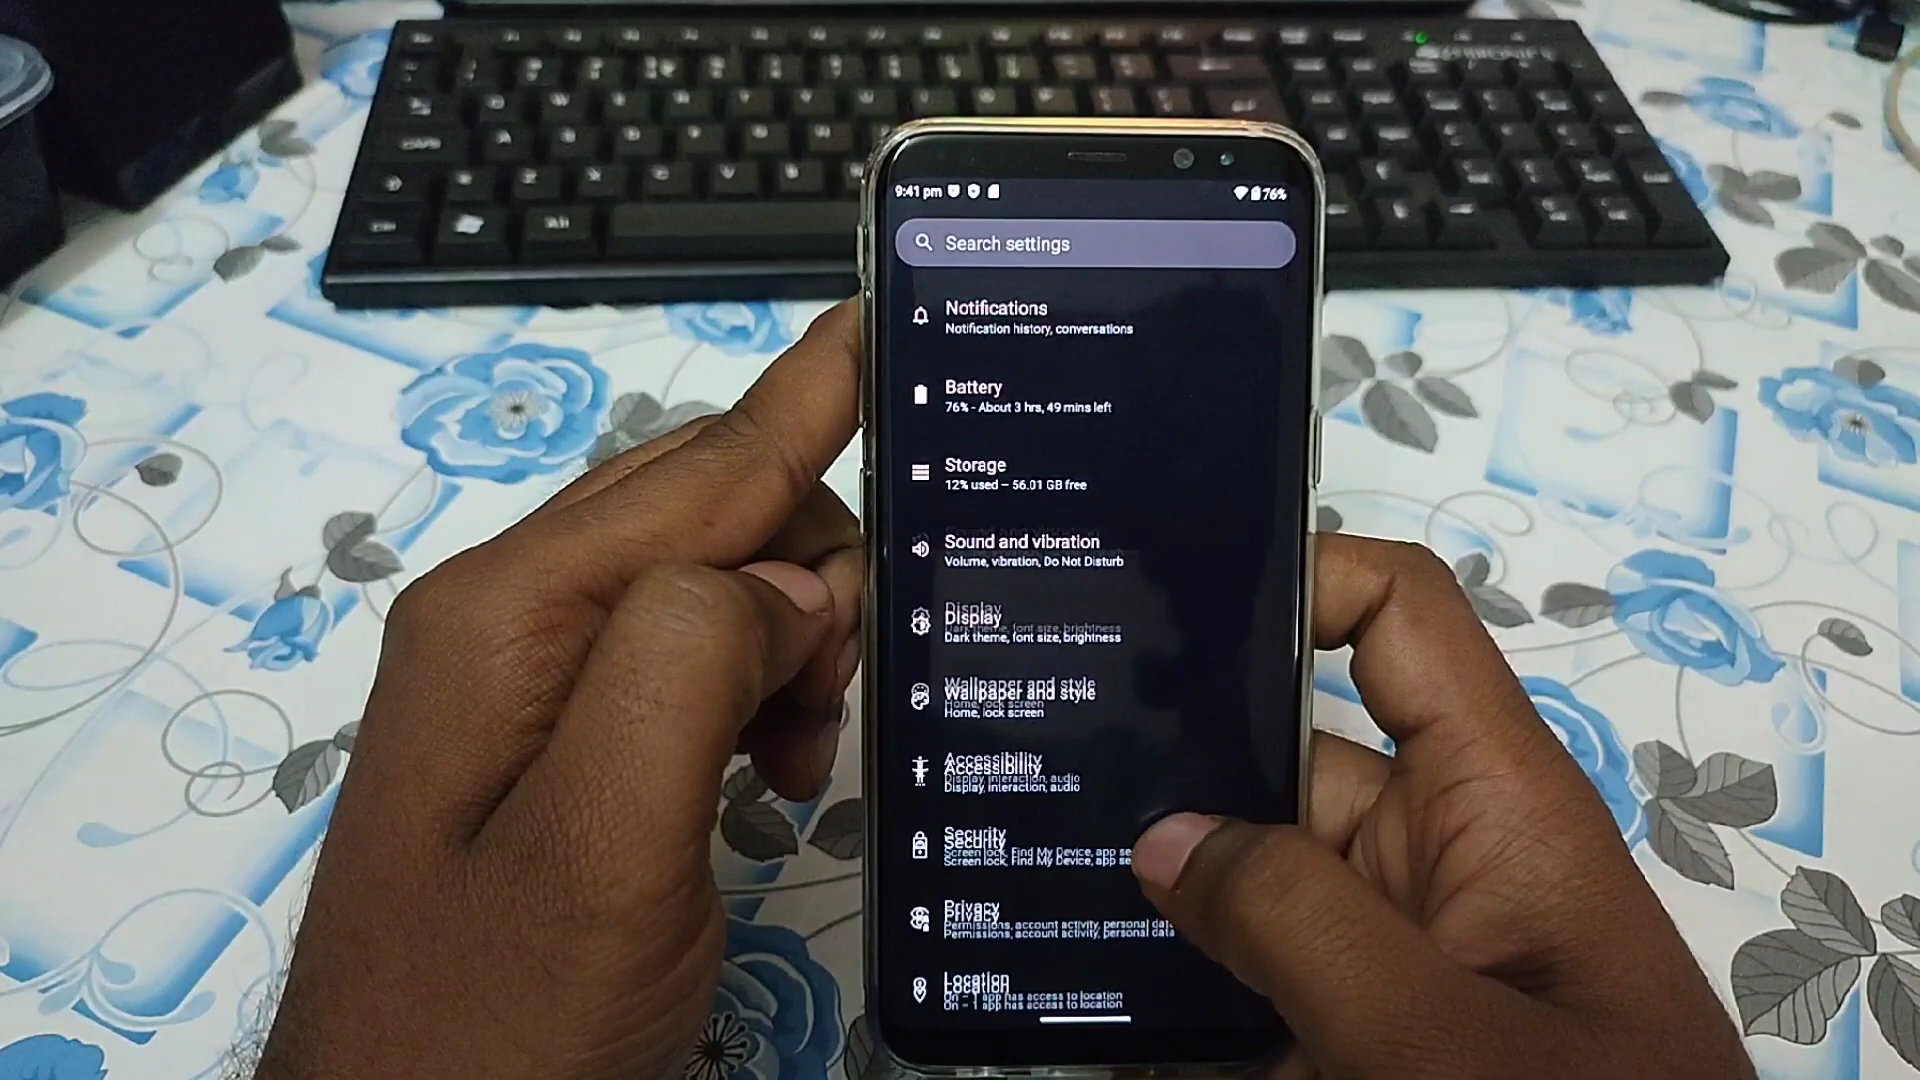 9:41 pm
76%
Search settings
Notifications
Notification history, conversations
Battery
76% - About 3 hrs, 49 mins left
Storage
12% used – 56.01 GB free
Sound and vibration
Volume, vibration, Do Not Disturb
Display
Dark theme, font size, brightness
Wallpaper and style
Home, lock screen
Accessibility
Display, interaction, audio
Security
Screen lock, Find My Device, app se
Privacy
Permissions, account activity, personal data
Location
On – 1 app has access to location